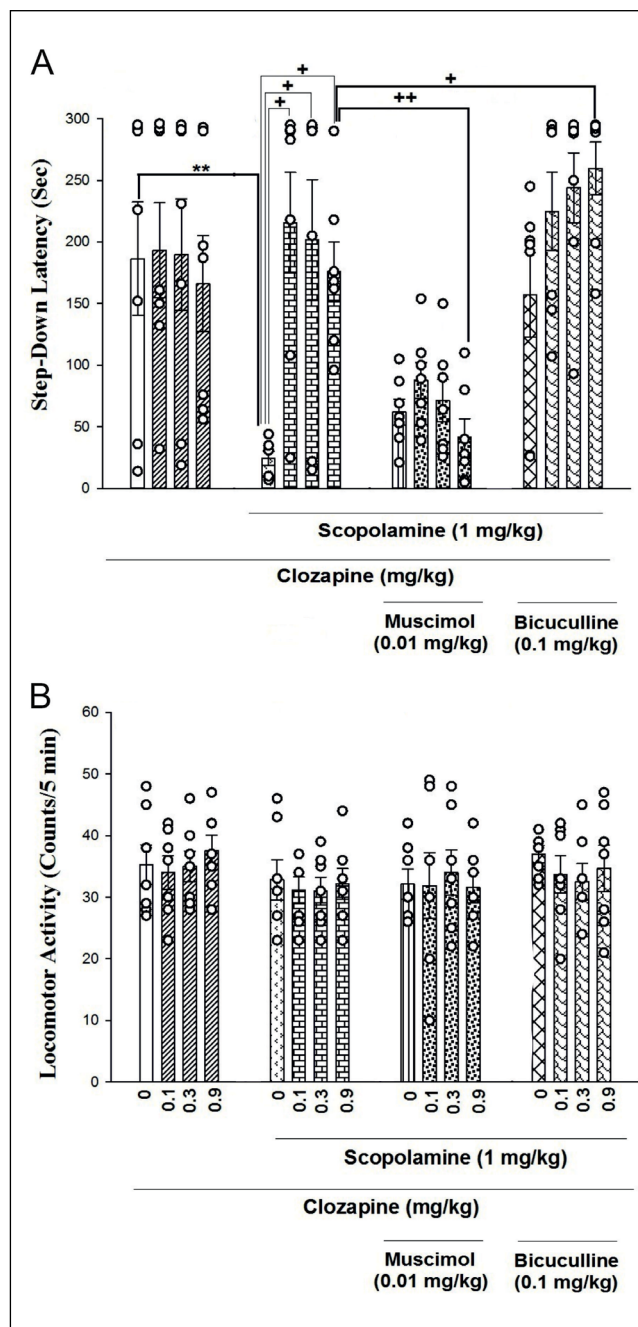 A
+
+
+
+
++
**
300
250
200
150
100
50
0
Step-Down Latency (Sec)
Scopolamine (1 mg/kg)
Clozapine (mg/kg)
Muscimol
(0.01 mg/kg)
Bicuculline
(0.1 mg/kg)
B
60
50
40
30
20
10
0
Locomotor Activity (Counts/5 min)
0 0.1 0.3 0.9 0 0.1 0.3 0.9 0 0.1 0.3 0.9 0 0.1 0.3 0.9
Scopolamine (1 mg/kg)
Clozapine (mg/kg)
Muscimol
(0.01 mg/kg)
Bicuculline
(0.1 mg/kg)